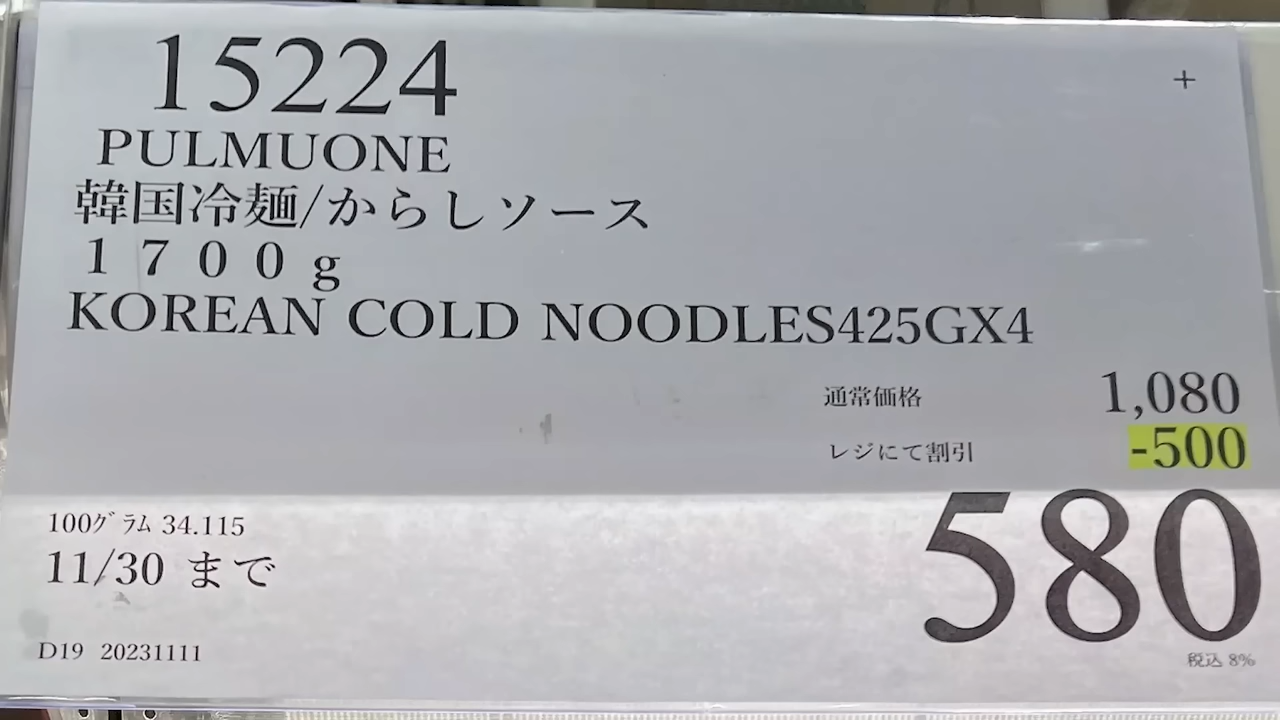 15224
+
PULMUONE
韓国冷麺/からしソース
１７００ｇ
KOREAN COLD NOODLES425GX4
通常価格 1,080
レジにて割引 -500
580
100ｸﾞﾗﾑ 34.115
11/30 まで
税込 8%
D19 20231111